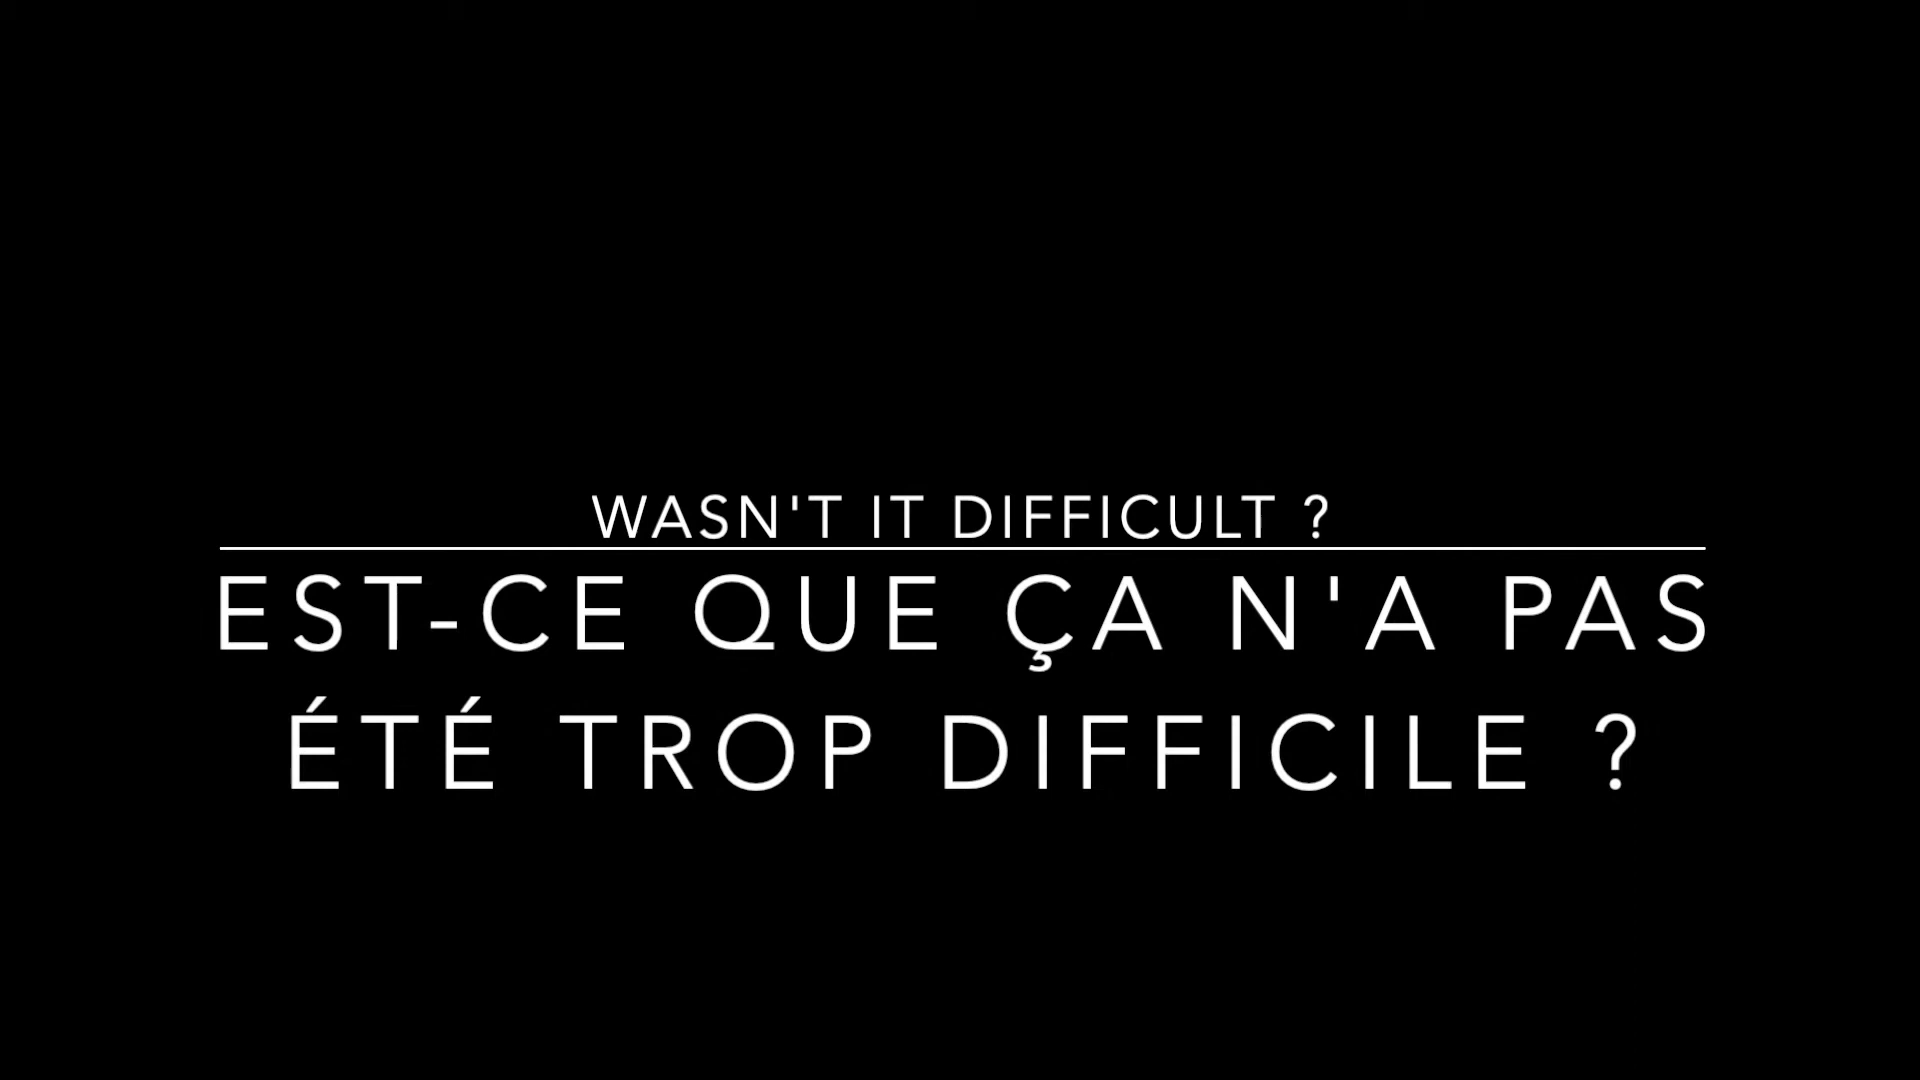 WASN'T IT DIFFICULT ?
EST-CE QUE ÇA N'A PAS
ÉTÉ TROP DIFFICILE ?